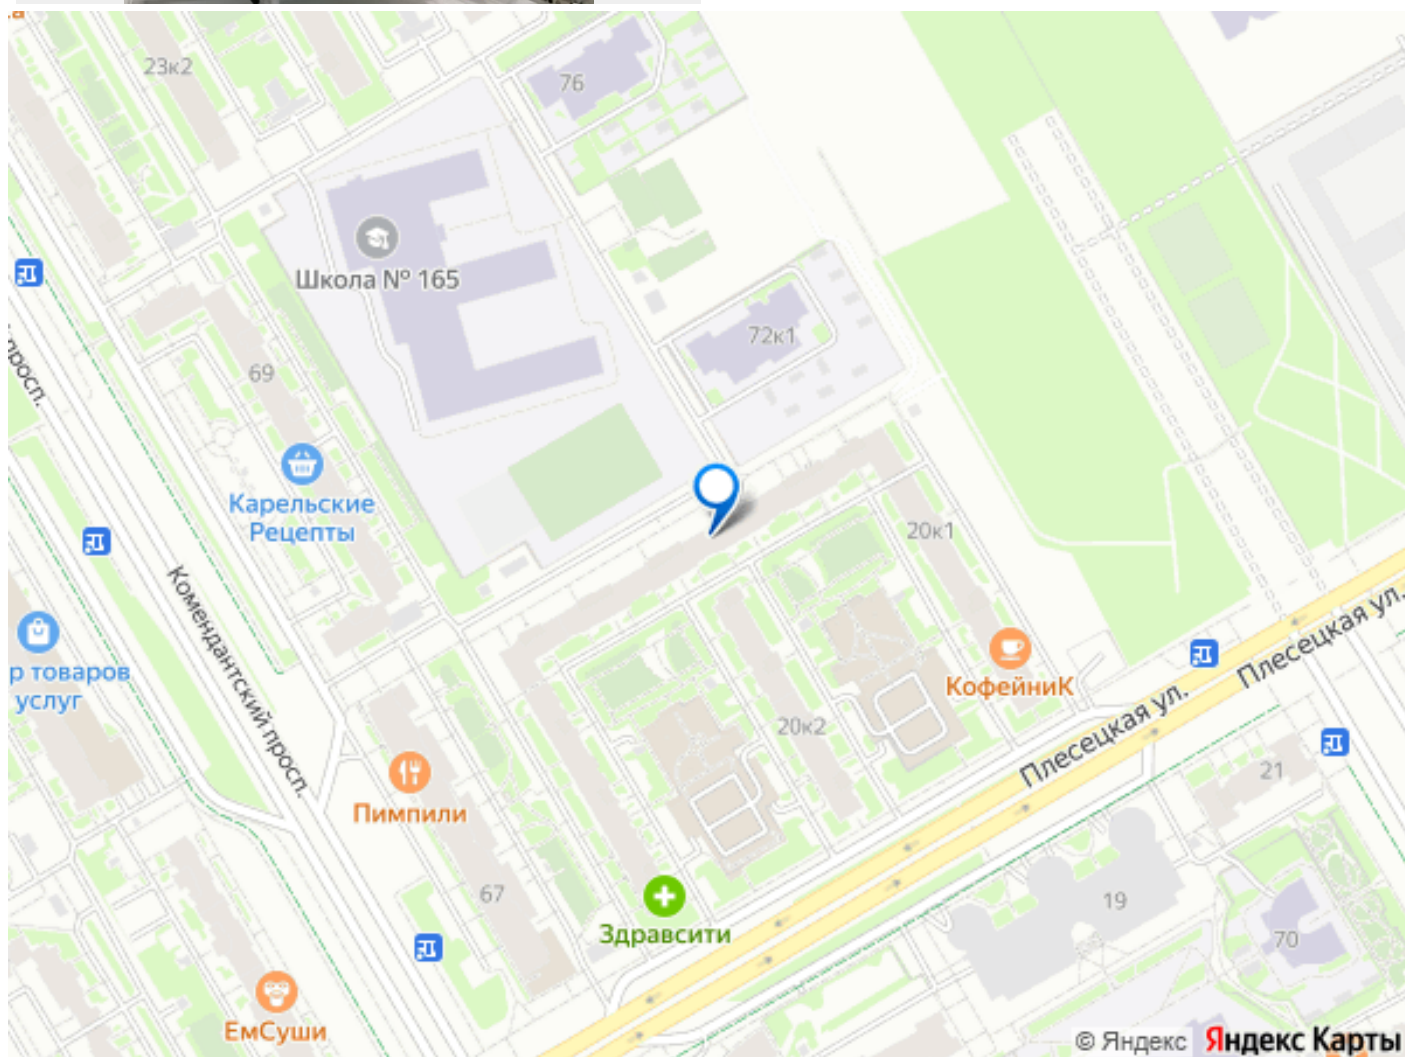 23к2
76
Школа № 165
72к1
просп.
69
Карельские
Рецепты
20к1
Комендантский просп.
р товаров
услуг
КофейниК
Плесецкая ул.
Плесецкая ул.
20к2
21
Пимпили
67
19
Здравсити
70
ЕмСуши
© Яндекс Яндекс Карты